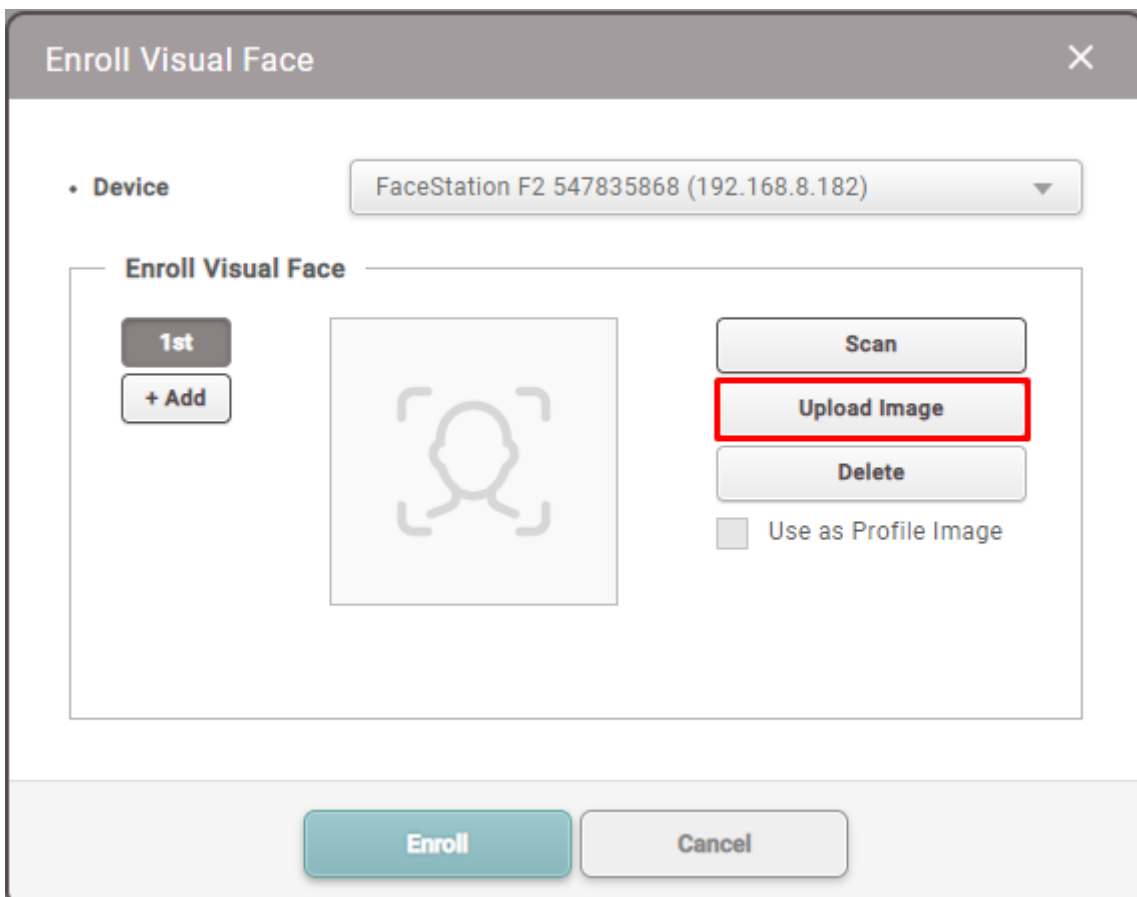 Enroll Visual Face
• Device
FaceStation F2 547835868 (192.168.8.182)
Enroll Visual Face
1st
+ Add
Scan
Upload Image
Delete
Use as Profile Image
Enroll
Cancel